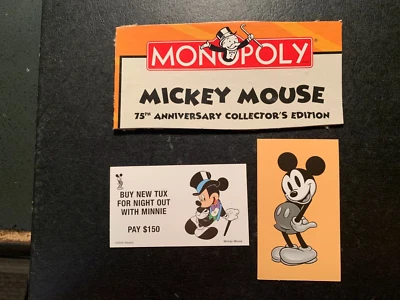 MONOPOLY
MICKEY MOUSE
75TH ANNIVERSARY COLLECTOR'S EDITION
BUY NEW TUX
FOR NIGHT OUT
WITH MINNIE
PAY $150